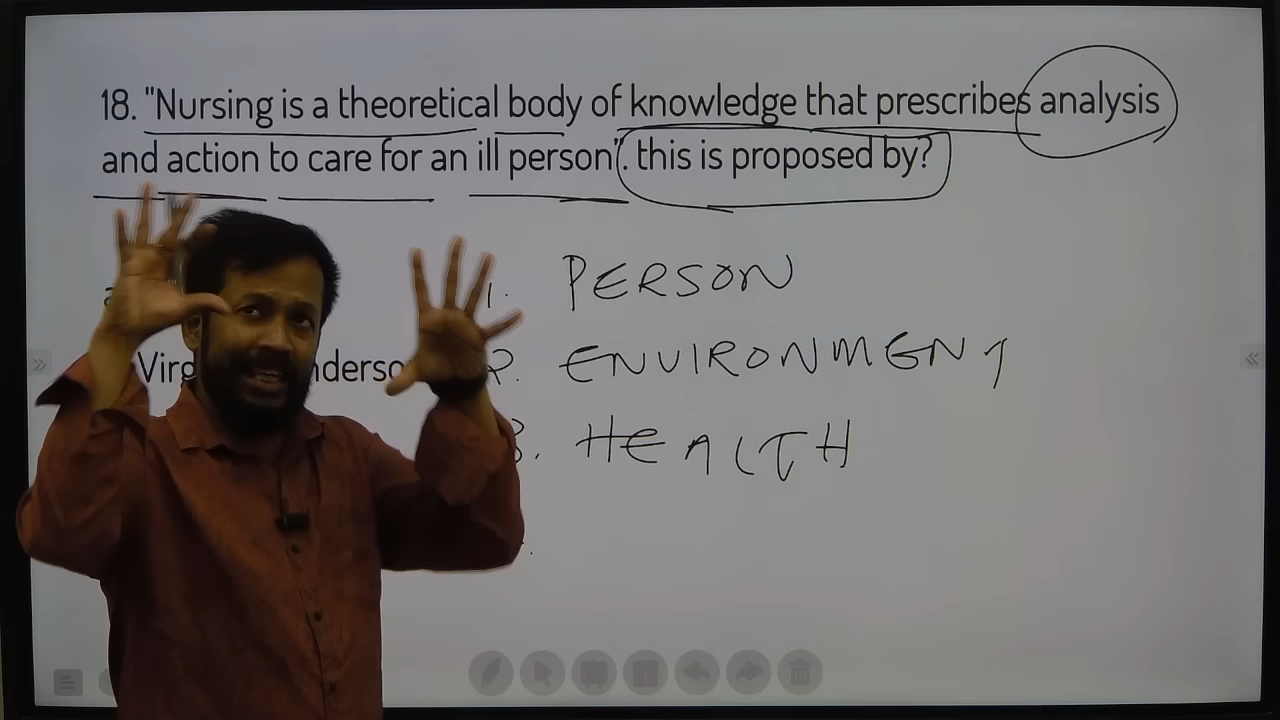 18. "Nursing is a theoretical body of knowledge that prescribes analysis
and action to care for an ill person". this is proposed by?
1. PERSON
2. ENVIRONMENT
3. HEALTH